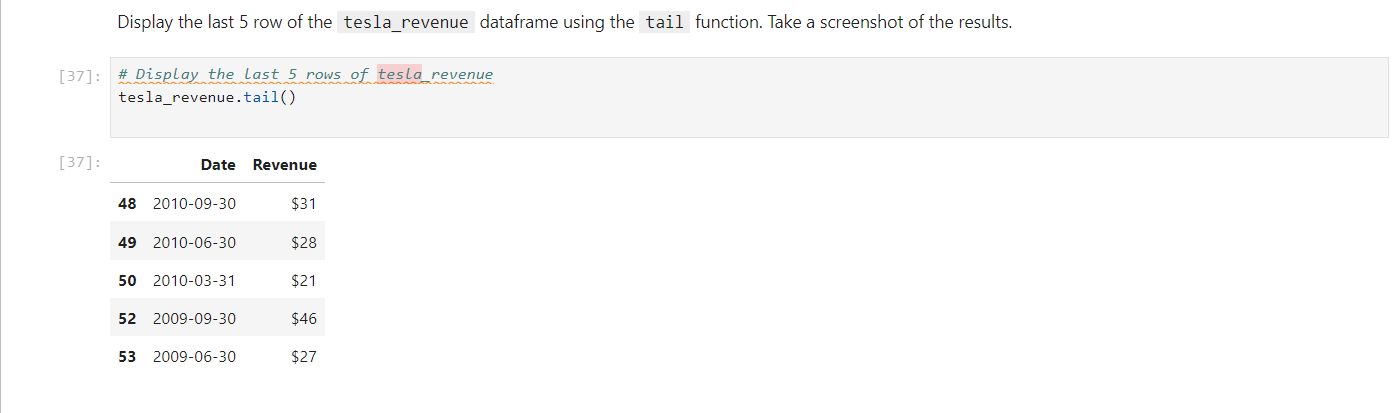 Display the last 5 row of the tesla_revenue dataframe using the tail function. Take a screenshot of the results.
[37]: # Display the last 5 rows of tesla_revenue
tesla_revenue.tail()
[37]:
Date Revenue
48 2010-09-30 $31
49 2010-06-30 $28
50 2010-03-31 $21
52 2009-09-30 $46
53 2009-06-30 $27